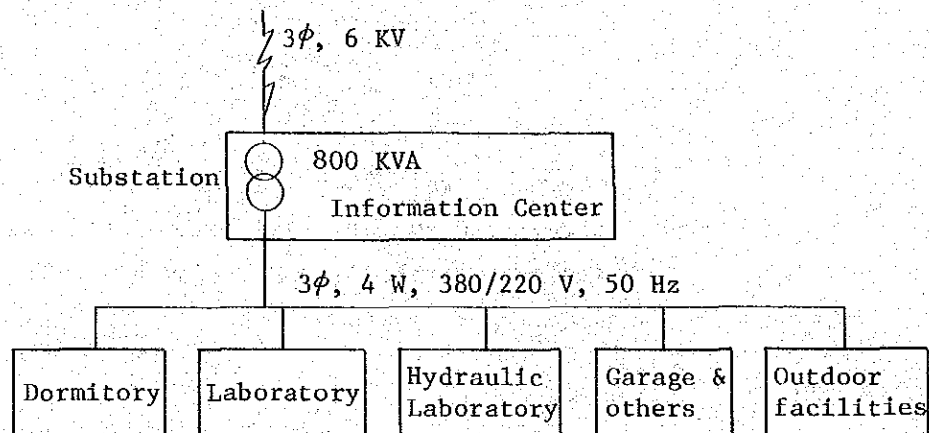 3φ, 6 KV
Substation
800 KVA
Information Center
3φ, 4 W, 380/220 V, 50 Hz
Dormitory
Laboratory
Hydraulic
Laboratory
Garage &
others
Outdoor
facilities